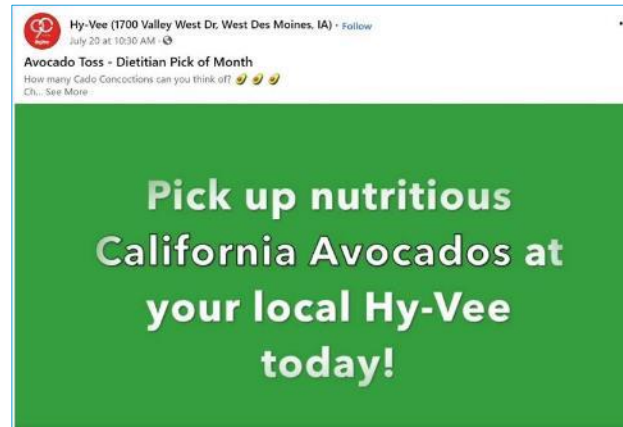 Hy-Vee (1700 Valley West Dr, West Des Moines, IA) · Follow
July 20 at 10:30 AM ·
Avocado Toss - Dietitian Pick of Month
How many Cado Concoctions can you think of? 🥑 🥑 🥑
Ch... See More
Pick up nutritious
California Avocados at
your local Hy-Vee
today!